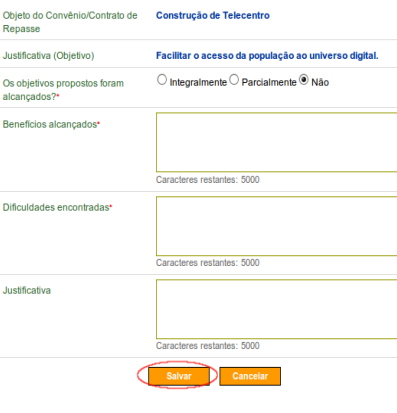 Objeto do Convênio/Contrato de Construção de Telecentro
Repasse
Justificativa (Objetivo) Facilitar o acesso da população ao universo digital.
Os objetivos propostos foram Integralmente Parcialmente Não
alcançados?*
Benefícios alcançados*
Caracteres restantes: 5000
Dificuldades encontradas*
Caracteres restantes: 5000
Justificativa
Caracteres restantes: 5000
Salvar Cancelar